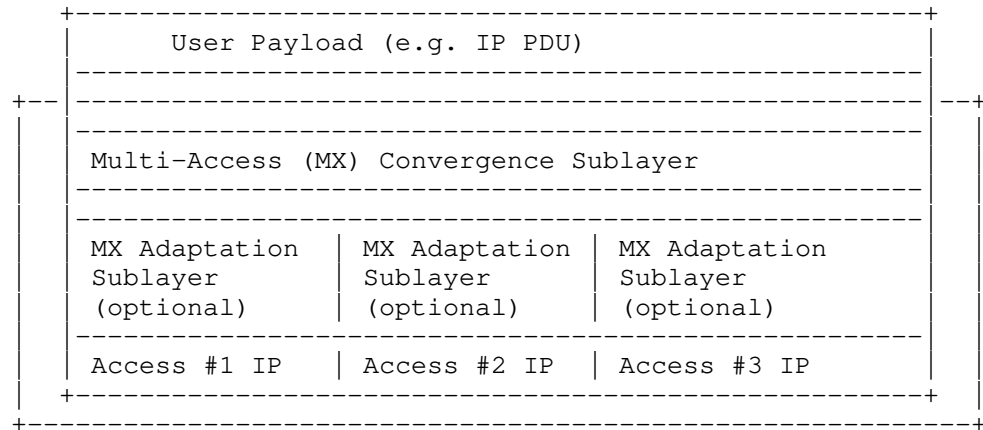 User Payload (e.g. IP PDU)
Multi-Access (MX) Convergence Sublayer
MX Adaptation | MX Adaptation | MX Adaptation
Sublayer | Sublayer | Sublayer
(optional) | (optional) | (optional)
Access #1 IP | Access #2 IP | Access #3 IP